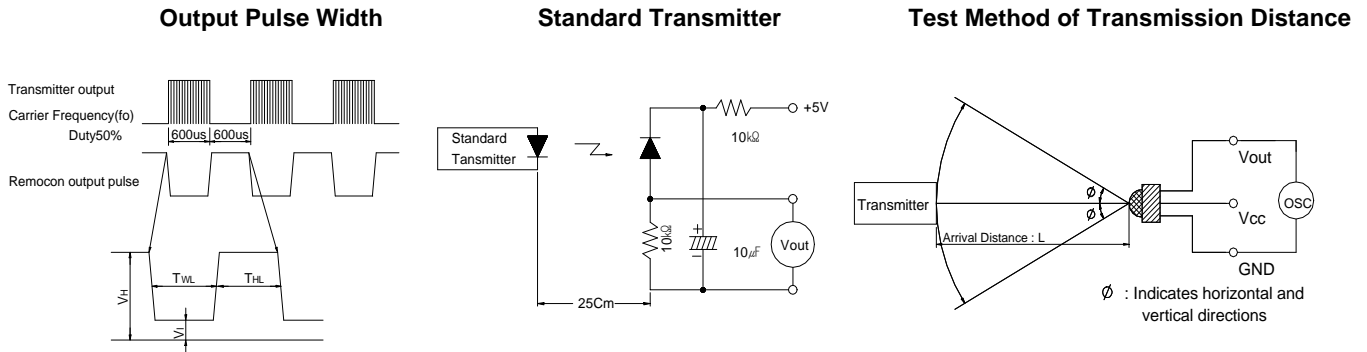 Output Pulse Width
Transmitter output
Carrier Frequency(fo)
Duty50%
600us 600us
Remocon output pulse
TWL THL
VH
VI
Standard Transmitter
+5V
10kΩ
Standard
Tansmitter
10kΩ
10μF
Vout
25Cm
Test Method of Transmission Distance
Vout
Transmitter
ϕ
ϕ
Vcc
OSC
Arrival Distance : L
GND
ϕ : Indicates horizontal and
vertical directions